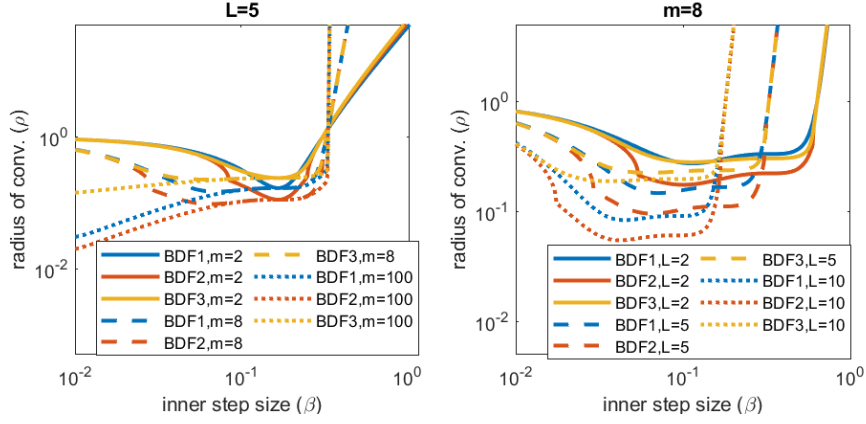 L=5
radius of conv. (ρ)
10^0
10^-2
BDF1,m=2
BDF2,m=2
BDF3,m=2
BDF1,m=8
BDF2,m=8
BDF3,m=8
BDF1,m=100
BDF2,m=100
BDF3,m=100
10^-2
10^-1
10^0
inner step size (β)
m=8
radius of conv. (ρ)
10^0
10^-1
10^-2
BDF1,L=2
BDF2,L=2
BDF3,L=2
BDF1,L=5
BDF2,L=5
BDF3,L=5
BDF1,L=10
BDF2,L=10
BDF3,L=10
10^-2
10^-1
10^0
inner step size (β)